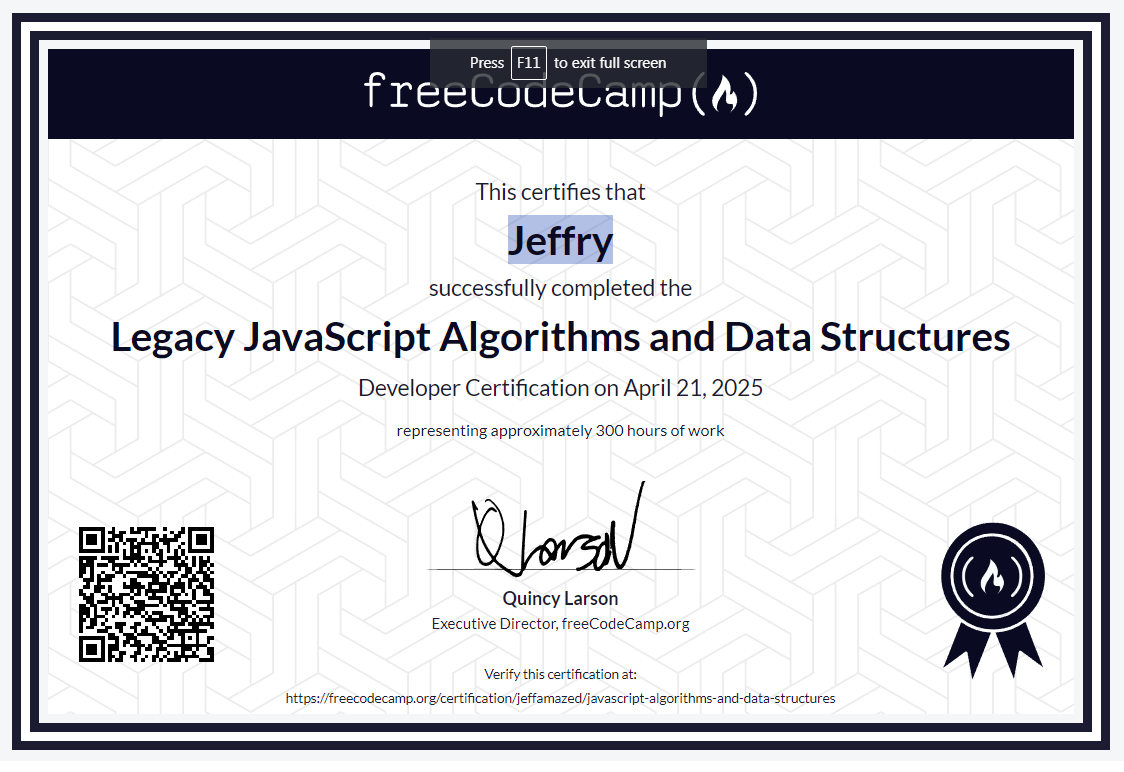 Press F11 to exit full screen
freeCodeCamp(🔥)
This certifies that
Jeffry
successfully completed the
Legacy JavaScript Algorithms and Data Structures
Developer Certification on April 21, 2025
representing approximately 300 hours of work
Quincy Larson
Executive Director, freeCodeCamp.org
Verify this certification at:
https://freecodecamp.org/certification/jeffamazed/javascript-algorithms-and-data-structures